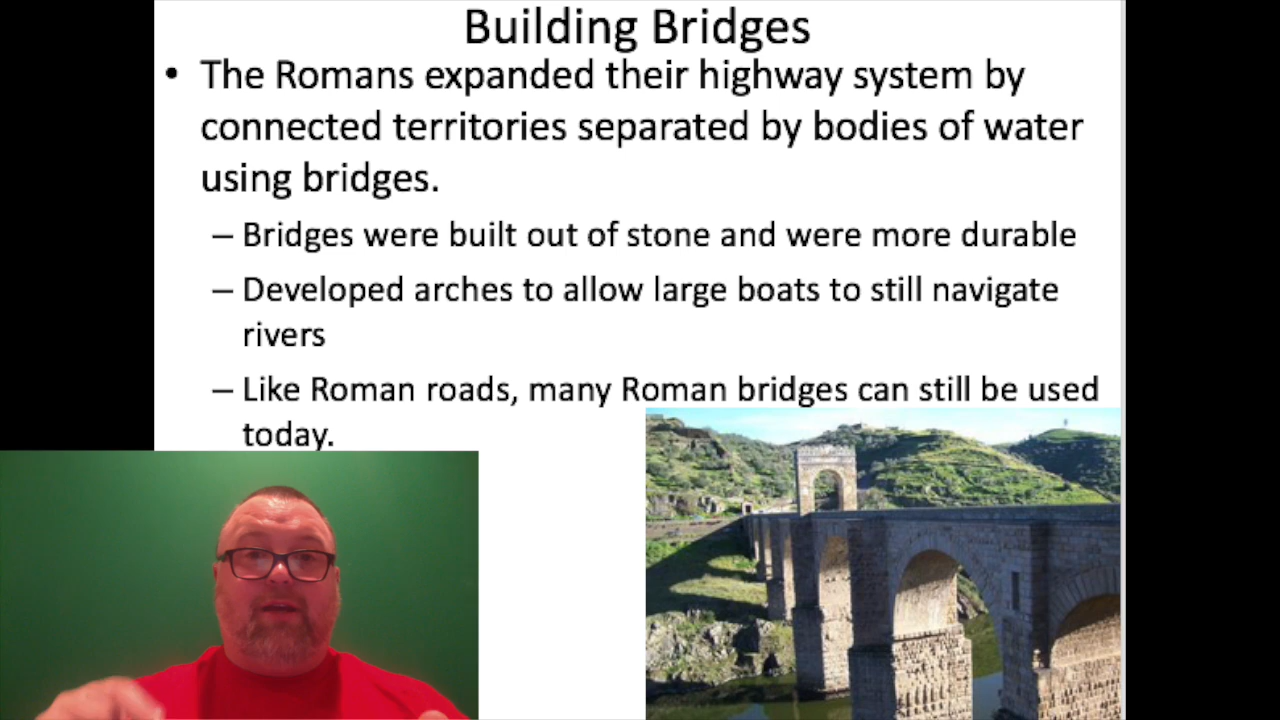 Building Bridges
• The Romans expanded their highway system by
connected territories separated by bodies of water
using bridges.
– Bridges were built out of stone and were more durable
– Developed arches to allow large boats to still navigate
rivers
– Like Roman roads, many Roman bridges can still be used
today.